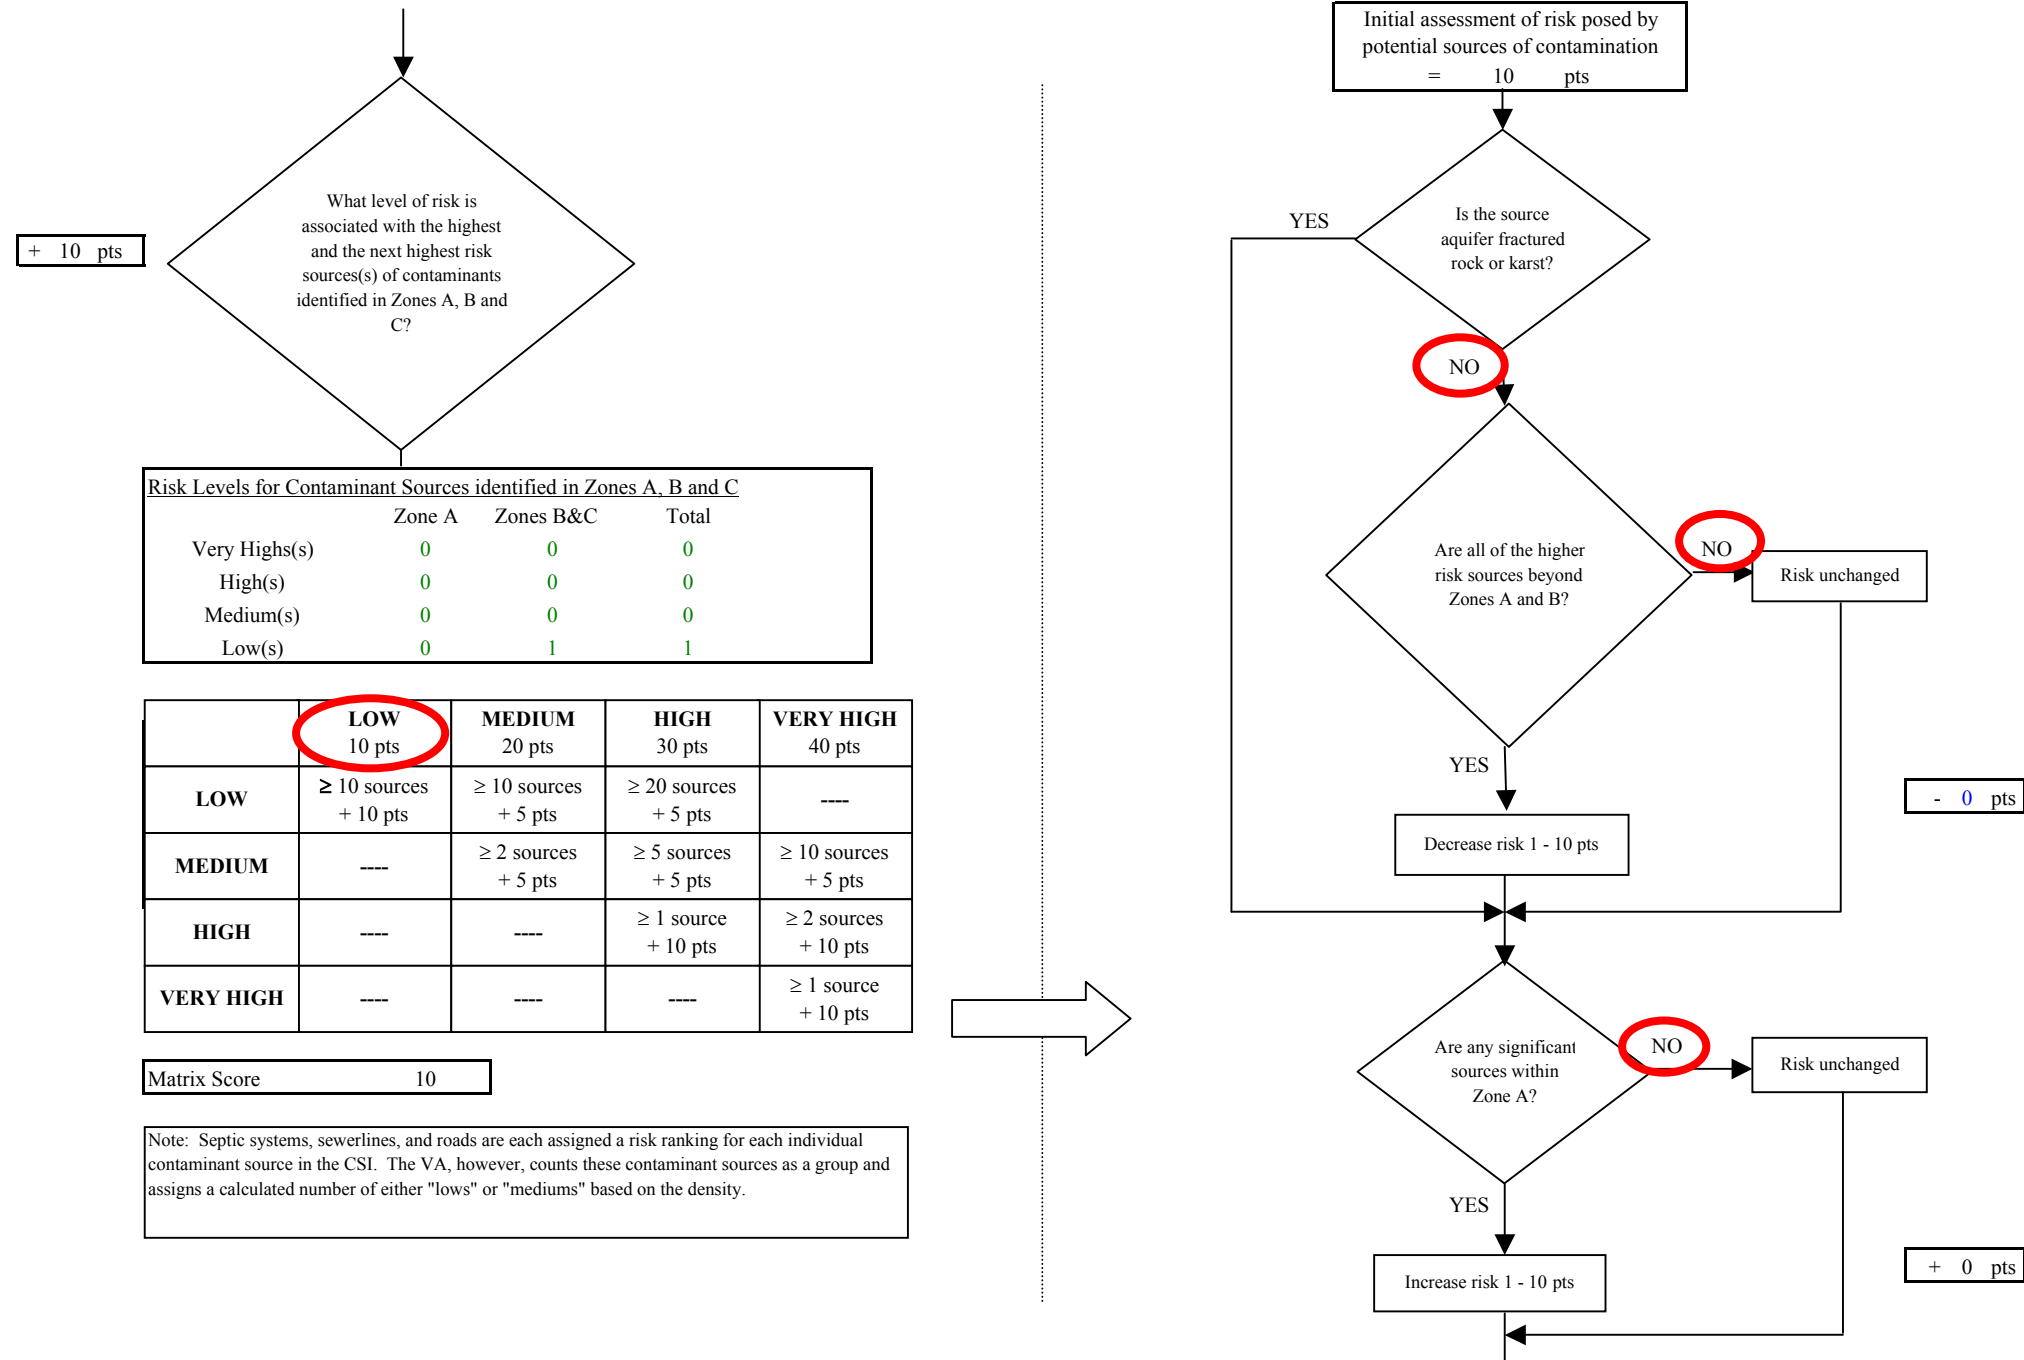 + 10 pts
What level of risk is
associated with the highest
and the next highest risk
sources(s) of contaminants
identified in Zones A, B and
C?
Risk Levels for Contaminant Sources identified in Zones A, B and C
Zone A Zones B&C Total
Very Highs(s) 0 0 0
High(s) 0 0 0
Medium(s) 0 0 0
Low(s) 0 1 1
LOW MEDIUM HIGH VERY HIGH
10 pts 20 pts 30 pts 40 pts
LOW ≥ 10 sources ≥ 10 sources ≥ 20 sources ----
+ 10 pts + 5 pts + 5 pts
MEDIUM ---- ≥ 2 sources ≥ 5 sources ≥ 10 sources
+ 5 pts + 5 pts + 5 pts
HIGH ---- ---- ≥ 1 source ≥ 2 sources
+ 10 pts + 10 pts
VERY HIGH ---- ---- ---- ≥ 1 source
+ 10 pts
Matrix Score 10
Note: Septic systems, sewerlines, and roads are each assigned a risk ranking for each individual
contaminant source in the CSI. The VA, however, counts these contaminant sources as a group and
assigns a calculated number of either "lows" or "mediums" based on the density.
Initial assessment of risk posed by
potential sources of contamination
= 10 pts
YES
Is the source
aquifer fractured
rock or karst?
NO
Are all of the higher
risk sources beyond
Zones A and B?
NO
Risk unchanged
YES
- 0 pts
Decrease risk 1 - 10 pts
Are any significant
sources within
Zone A?
NO
Risk unchanged
YES
+ 0 pts
Increase risk 1 - 10 pts